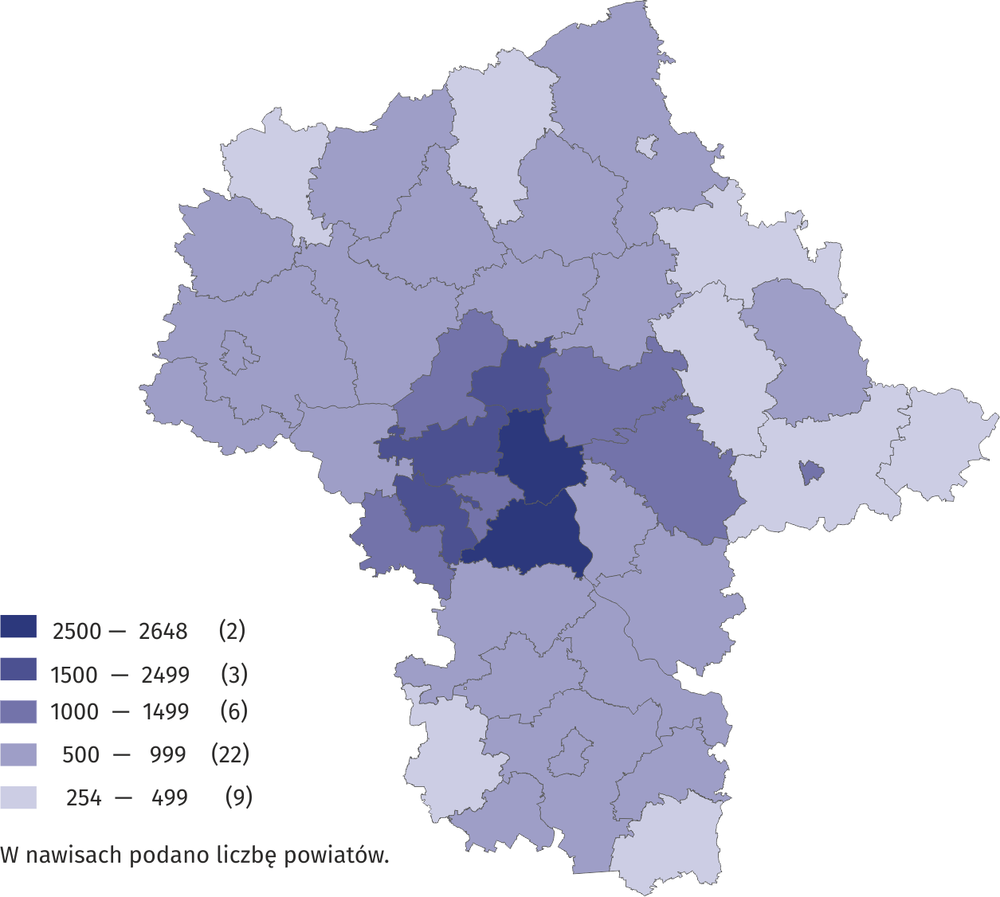 2500 — 2648 (2)
1500 — 2499 (3)
1000 — 1499 (6)
500 — 999 (22)
254 — 499 (9)
W nawisach podano liczbę powiatów.